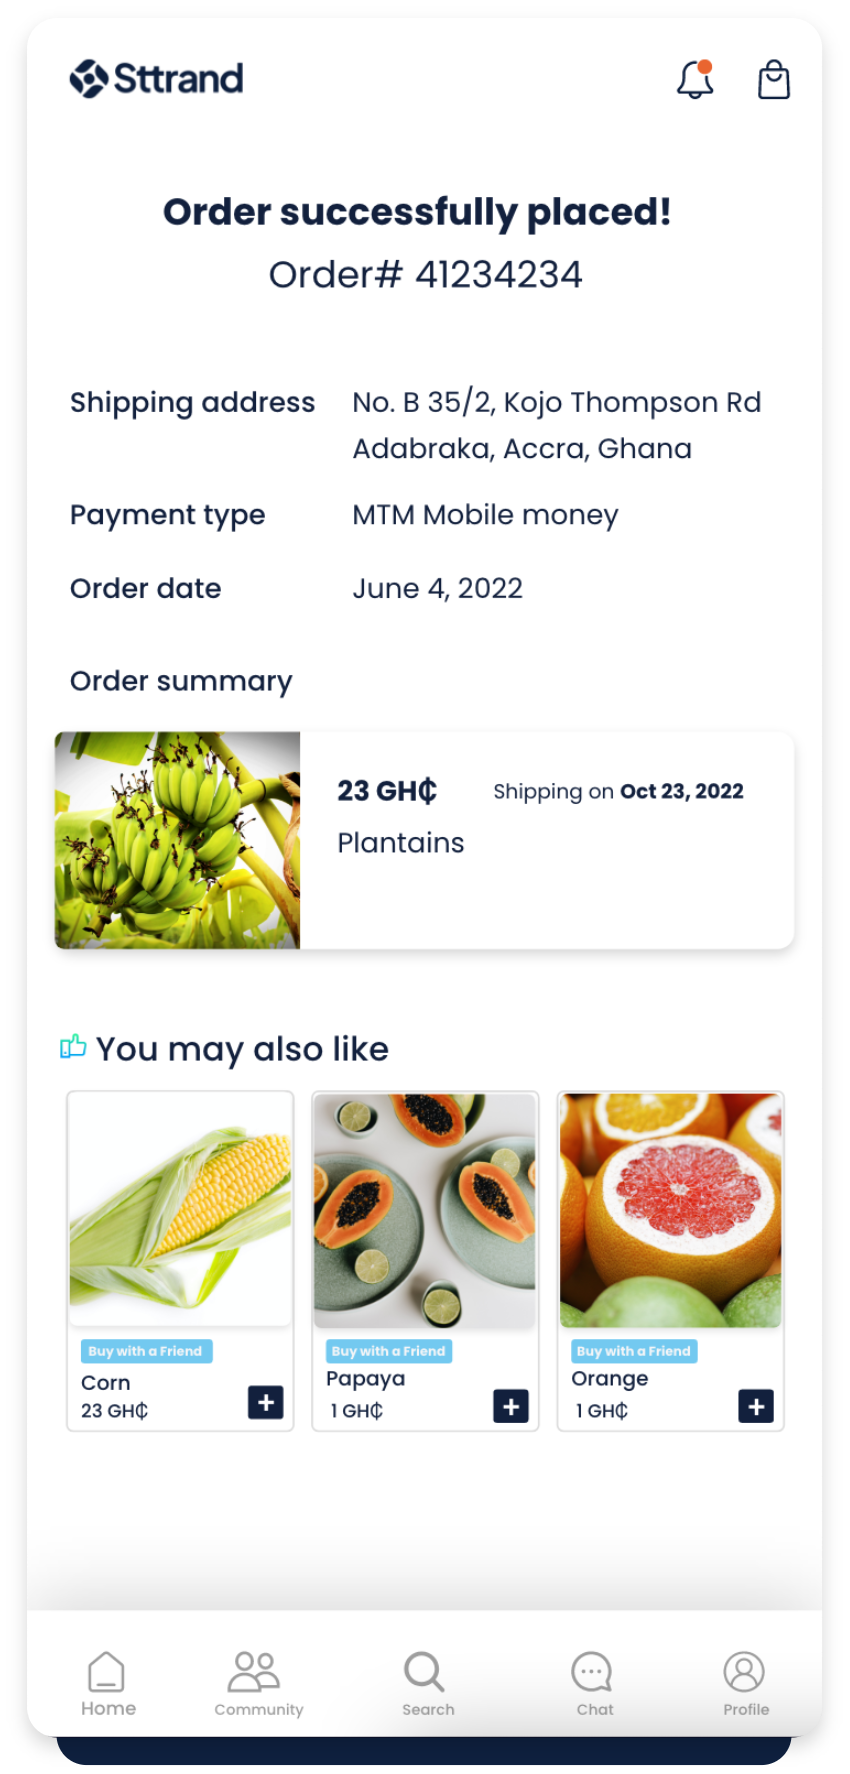 Sttrand
Order successfully placed!
Order# 41234234
Shipping address
No. B 35/2, Kojo Thompson Rd
Adabraka, Accra, Ghana
Payment type
MTM Mobile money
Order date
June 4, 2022
Order summary
23 GH₵
Shipping on Oct 23, 2022
Plantains
You may also like
Buy with a Friend
Corn
23 GH₵
+
Buy with a Friend
Papaya
1 GH₵
+
Buy with a Friend
Orange
1 GH₵
+
Home
Community
Search
Chat
Profile